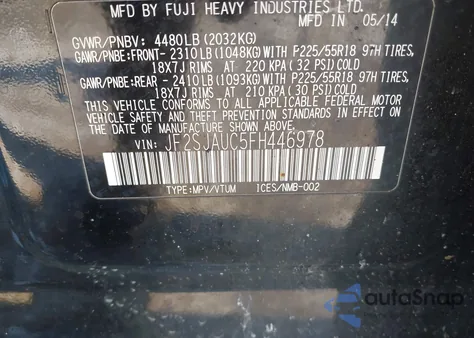 MFD BY FUJI HEAVY INDUSTRIES LTD.
MADE IN 05/14
GVWR/PNBV: 4480LB (2032KG)
GAWR/PNBE:FRONT- 2310LB (1048KG) WITH P225/55R18 97H TIRES,
18X7J RIMS AT 220 KPA (32 PSI) COLD
GAWR/PNBE:REAR - 2410LB (1093KG) WITH P225/55R18 97H TIRES,
18X7J RIMS AT 210 KPA (30 PSI) COLD
THIS VEHICLE CONFORMS TO ALL APPLICABLE FEDERAL MOTOR
VEHICLE SAFETY AND BUMPER STANDARDS IN EFFECT ON THE DATE
OF MANUFACTURE SHOWN ABOVE.
VIN: JF2SJAUC5FH446978
TYPE:MPV/VTUM ICES/NMB-002
autoSnap